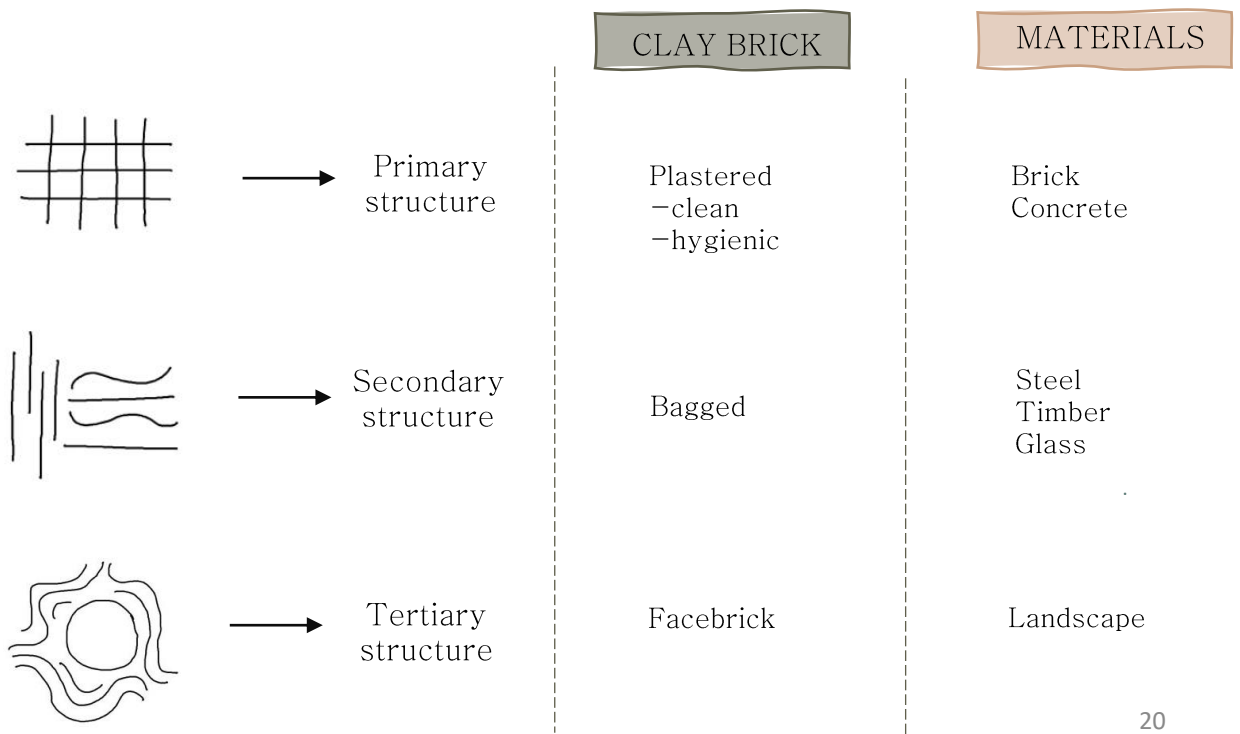 CLAY BRICK
MATERIALS
Primary
structure
Plastered
-clean
-hygienic
Brick
Concrete
Secondary
structure
Bagged
Steel
Timber
Glass
Tertiary
structure
Facebrick
Landscape
20